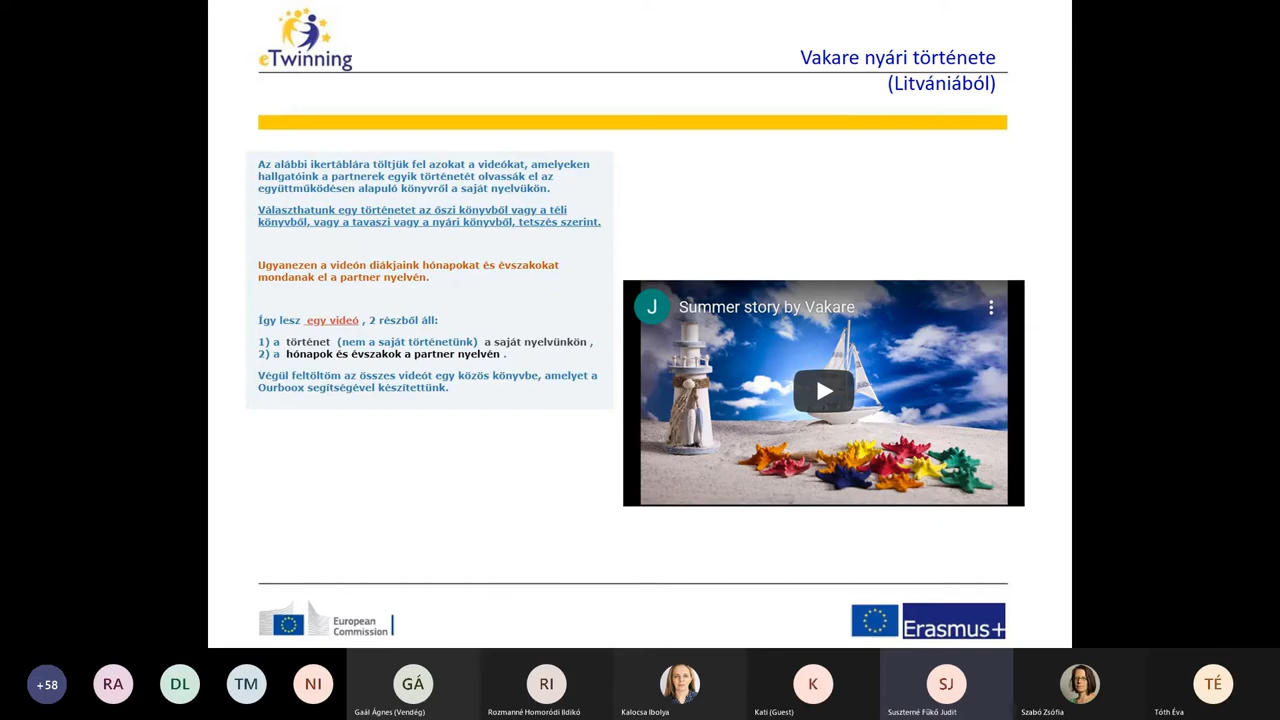 eTwinning
Vakare nyári története
(Litvániából)
Az alábbi ikertáblára töltjük fel azokat a videókat, amelyeken
hallgatóink a partnerek egyik történetét olvassák el az
együttműködésen alapuló könyvről a saját nyelvükön.
Választhatunk egy történetet az őszi könyvből vagy a téli
könyvből, vagy a tavaszi vagy a nyári könyvből, tetszés szerint.
Ugyanezen a videón diákjaink hónapokat és évszakokat
mondanak el a partner nyelvén.
Így lesz egy videó , 2 részből áll:
1) a történet (nem a saját történetünk) a saját nyelvünkön ,
2) a hónapok és évszakok a partner nyelvén .
Végül feltöltöm az összes videót egy közös könyvbe, amelyet a
Ourboox segítségével készítettünk.
J Summer story by Vakare
European
Commission
Erasmus+
+58 RA DL TM NI GÁ RI K SJ TÉ
Gaál Ágnes (Vendég) Rozmanné Homoródi Ildikó Kalocsa Ibolya Kati (Guest) Suszterné Fűkő Judit Szabó Zsófia Tóth Éva